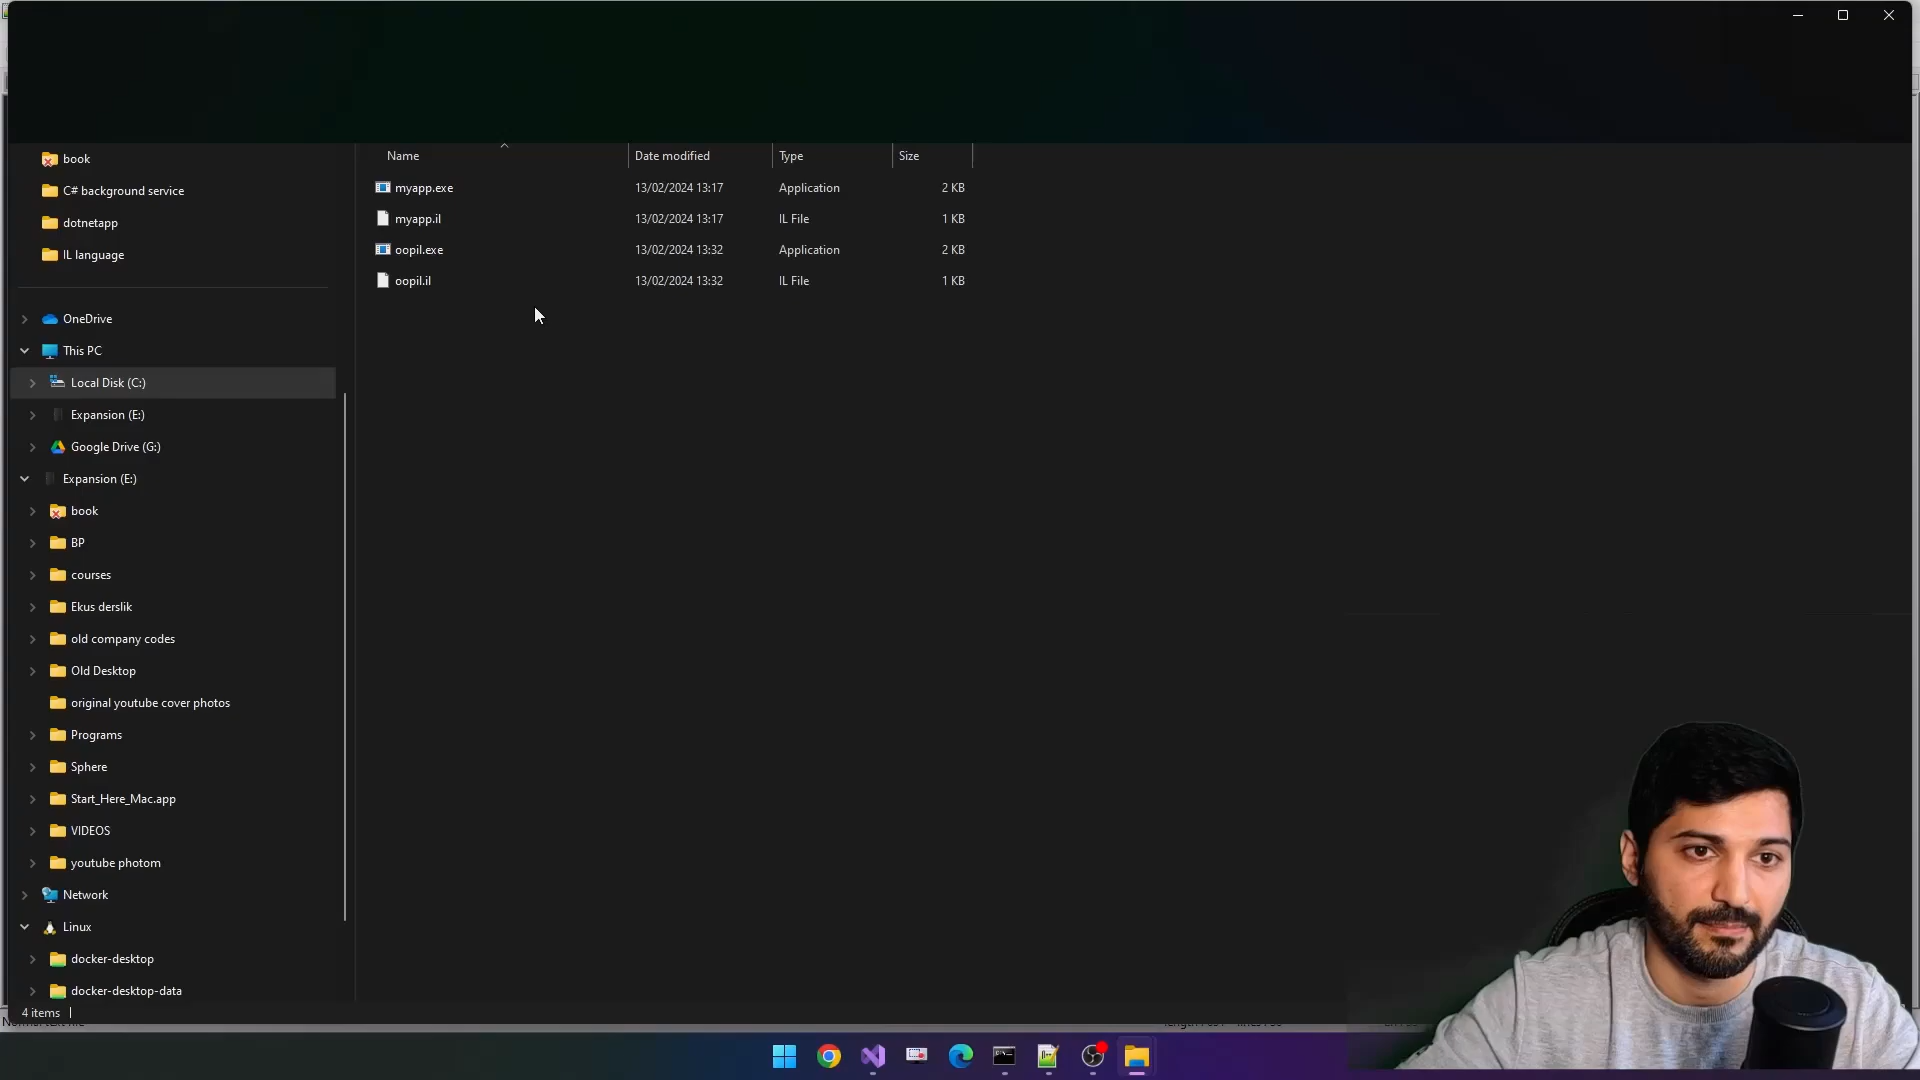 Name Date modified Type Size
myapp.exe 13/02/2024 13:17 Application 2 KB
myapp.il 13/02/2024 13:17 IL File 1 KB
oopil.exe 13/02/2024 13:32 Application 2 KB
oopil.il 13/02/2024 13:32 IL File 1 KB
book
C# background service
dotnetapp
IL language
OneDrive
This PC
Local Disk (C:)
Expansion (E:)
Google Drive (G:)
Expansion (E:)
book
BP
courses
Ekus derslik
old company codes
Old Desktop
original youtube cover photos
Programs
Sphere
Start_Here_Mac.app
VIDEOS
youtube photom
Network
Linux
docker-desktop
docker-desktop-data
4 items